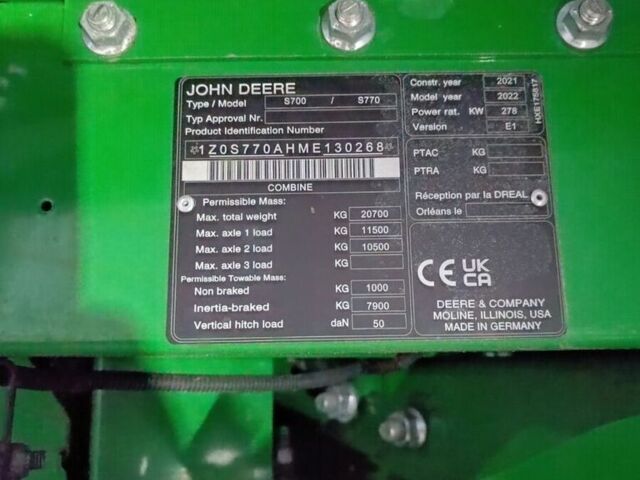 JOHN DEERE
Type / Model S700 / S770
Typ Approval Nr.
Product Identification Number
*1Z0S770AHME130268*
COMBINE
Permissible Mass:
Max. total weight KG 20700
Max. axle 1 load KG 11500
Max. axle 2 load KG 10500
Max. axle 3 load KG
Permissible Towable Mass:
Non braked KG 1000
Inertia-braked KG 7900
Vertical hitch load daN 50
Constr. year 2021
Model year 2022
Power rat. KW 278
Version E1
HXE175817
PTAC KG
PTRA KG
Réception par la DREAL
Orléans le
CE UK
CA
DEERE & COMPANY
MOLINE, ILLINOIS, USA
MADE IN GERMANY